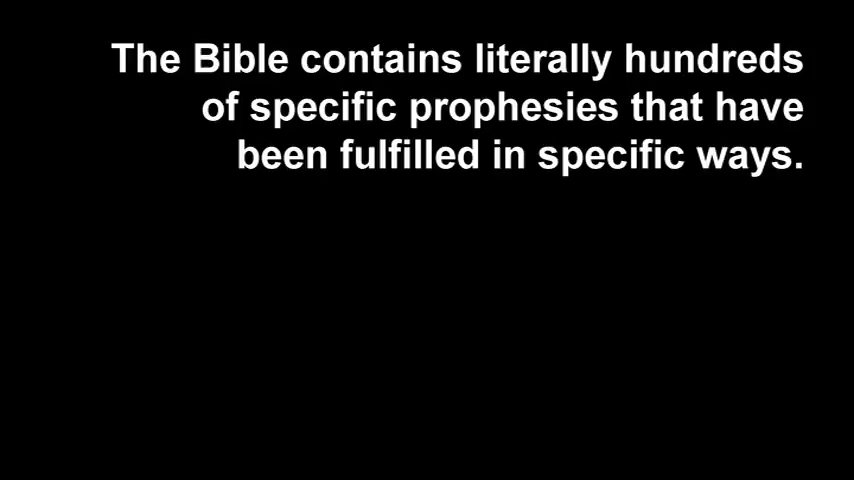 The Bible contains literally hundreds
of specific prophesies that have
been fulfilled in specific ways.